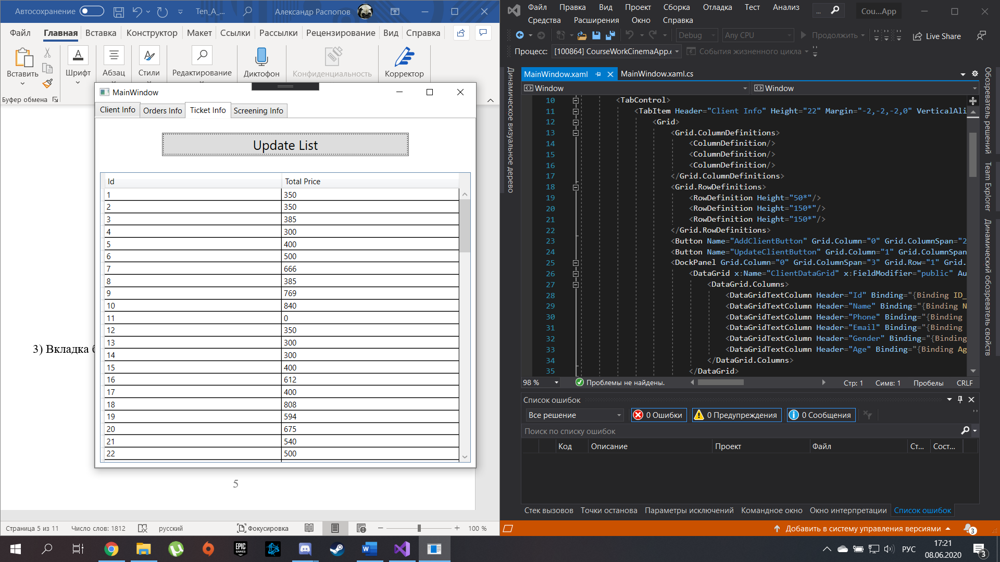 Автосохранение
Ten_A_...
Александр Распопов
Файл Главная Вставка Конструктор Макет Ссылки Рассылки Рецензирование Вид Справка
Вставить
Шрифт
Абзац
Стили
Редактирование
Диктофон
Конфиденциальность
Корректор
Буфер обмена
3) Вкладка
5
Страница 5 из 11 Число слов: 1812 русский Фокусировка 100 %
MainWindow
Client Info Orders Info Ticket Info Screening Info
Update List
Id Total Price
1 350
2 350
3 385
4 300
5 400
6 500
7 666
8 385
9 769
10 840
11 0
12 350
13 300
14 300
15 400
16 612
17 400
18 808
19 594
20 675
21 540
22 500
Файл Правка Вид Проект Сборка Отладка Тест Анализ ... Cou...App
Средства Расширения Окно Справка
Debug Any CPU Продолжить Live Share
Процесс: [100864] CourseWorkCinemaApp.e События жизненного цикла
Динамическое визуальное дерево
MainWindow.xaml MainWindow.xaml.cs
Window Window
10 <TabControl>
11 <TabItem Header="Client Info" Height="22" Margin="-2,-2,-2,0" VerticalAli
12 <Grid>
13 <Grid.ColumnDefinitions>
14 <ColumnDefinition/>
15 <ColumnDefinition/>
16 <ColumnDefinition/>
17 </Grid.ColumnDefinitions>
18 <Grid.RowDefinitions>
19 <RowDefinition Height="50*"/>
20 <RowDefinition Height="150*"/>
21 <RowDefinition Height="150*"/>
22 </Grid.RowDefinitions>
23 <Button Name="AddClientButton" Grid.Column="0" Grid.ColumnSpan="2
24 <Button Name="UpdateClientButton" Grid.Column="1" Grid.ColumnSpan
25 <DockPanel Grid.Column="0" Grid.ColumnSpan="3" Grid.Row="1" Grid.
26 <DataGrid x:Name="ClientDataGrid" x:FieldModifier="public" Au
27 <DataGrid.Columns>
28 <DataGridTextColumn Header="Id" Binding="{Binding ID_
29 <DataGridTextColumn Header="Name" Binding="{Binding N
30 <DataGridTextColumn Header="Phone" Binding="{Binding
31 <DataGridTextColumn Header="Email" Binding="{Binding
32 <DataGridTextColumn Header="Gender" Binding="{Binding
33 <DataGridTextColumn Header="Age" Binding="{Binding Ag
34 </DataGrid.Columns>
35 </DataGrid>
98 % Проблемы не найдены. Стр: 1 Симв: 1 Пробелы CRLF
Обозреватель решений
Team Explorer
Динамический обозреватель свойств
Список ошибок
Все решение 0 Ошибки 0 Предупреждения 0 Сообщения
Поиск по списку ошибок
Код Описание Проект Файл Ст... Сост...
Стек вызовов Точки останова Параметры исключений Командное окно Окно интерпретации Список ошибок
Добавить в систему управления версиями 3
EPIC GAMES
РУС
17:21
08.06.2020
3